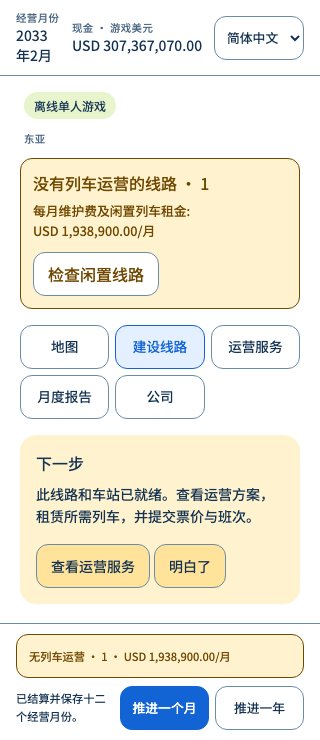 经营月份
2033
年2月
现金 · 游戏美元
USD 307,367,070.00
简体中文
离线单人游戏
东亚
没有列车运营的线路 · 1
每月维护费及闲置列车租金:
USD 1,938,900.00/月
检查闲置线路
地图
建设线路
运营服务
月度报告
公司
下一步
此线路和车站已就绪。查看运营方案，
租赁所需列车，并提交票价与班次。
查看运营服务
明白了
无列车运营 · 1 · USD 1,938,900.00/月
已结算并保存十二
个经营月份。
推进一个月
推进一年